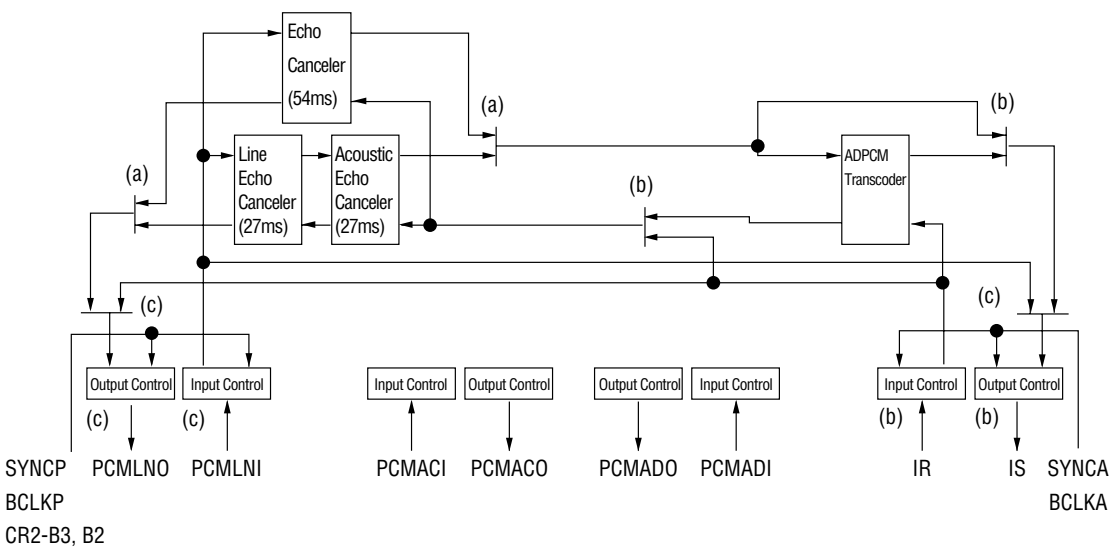 Echo
Canceler
(54ms)
(a)
(b)
Line
Echo
Canceler
(27ms)
Acoustic
Echo
Canceler
(27ms)
ADPCM
Transcoder
(a)
(b)
(c)
(c)
Output Control
Input Control
Input Control
Output Control
Output Control
Input Control
Input Control
Output Control
(c)
(c)
(b)
(b)
SYNCP
PCMLNO
PCMLNI
PCMACI
PCMACO
PCMADO
PCMADI
IR
IS
SYNCA
BCLKP
BCLKA
CR2-B3, B2